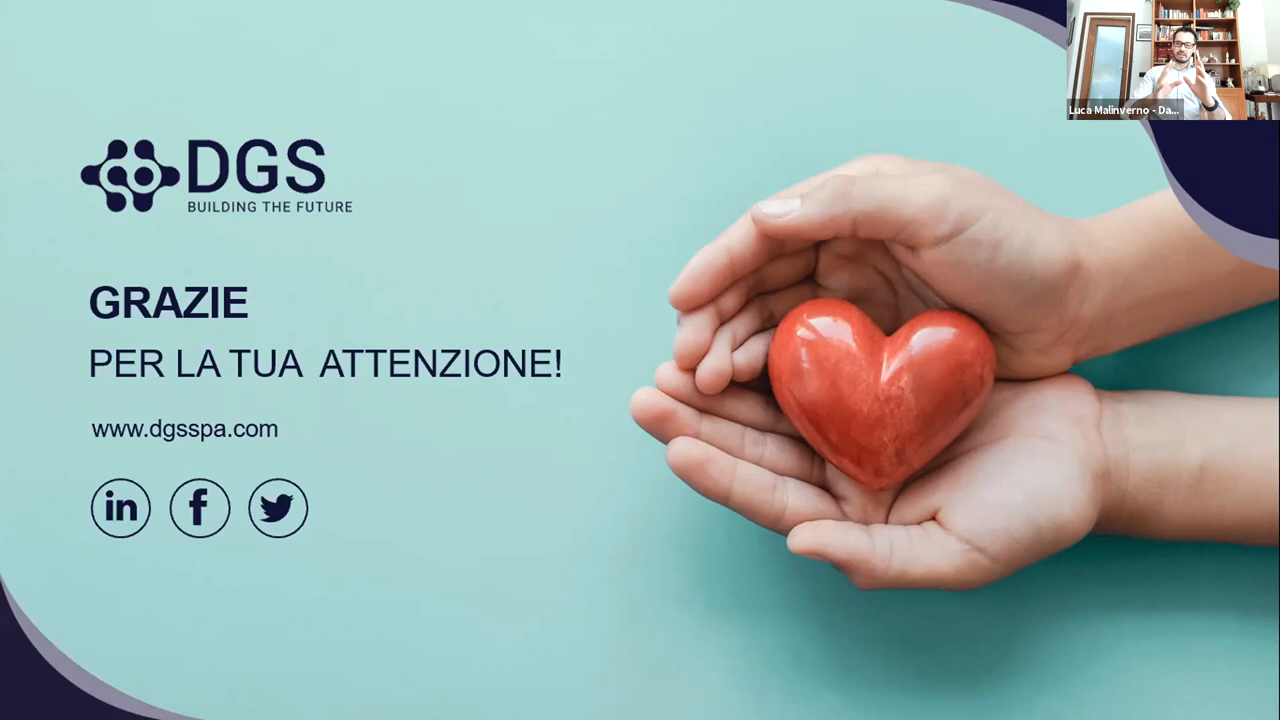 Luca Malinverno - Da...
DGS
BUILDING THE FUTURE
GRAZIE
PER LA TUA ATTENZIONE!
www.dgsspa.com
in
f